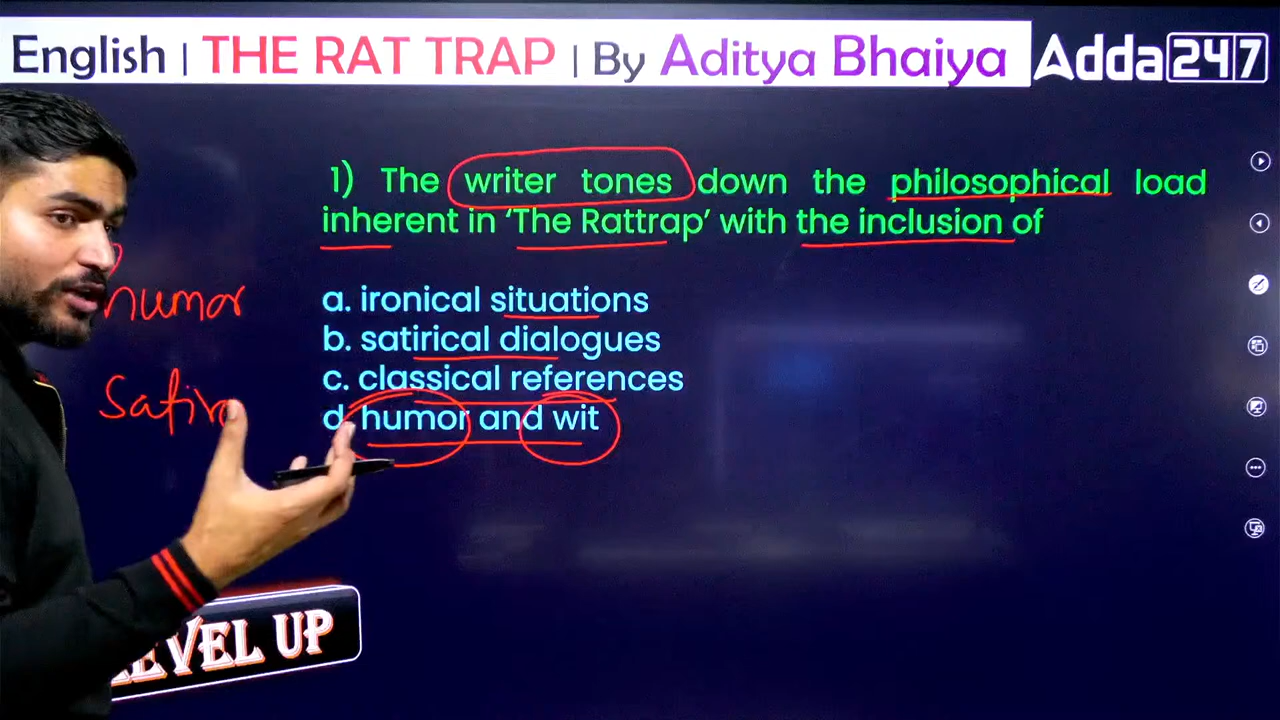 English | THE RAT TRAP | By Aditya Bhaiya
Adda247
1) The writer tones down the philosophical load
inherent in ‘The Rattrap’ with the inclusion of
humor
a. ironical situations
b. satirical dialogues
c. classical references
d. humor and wit
LEVEL UP